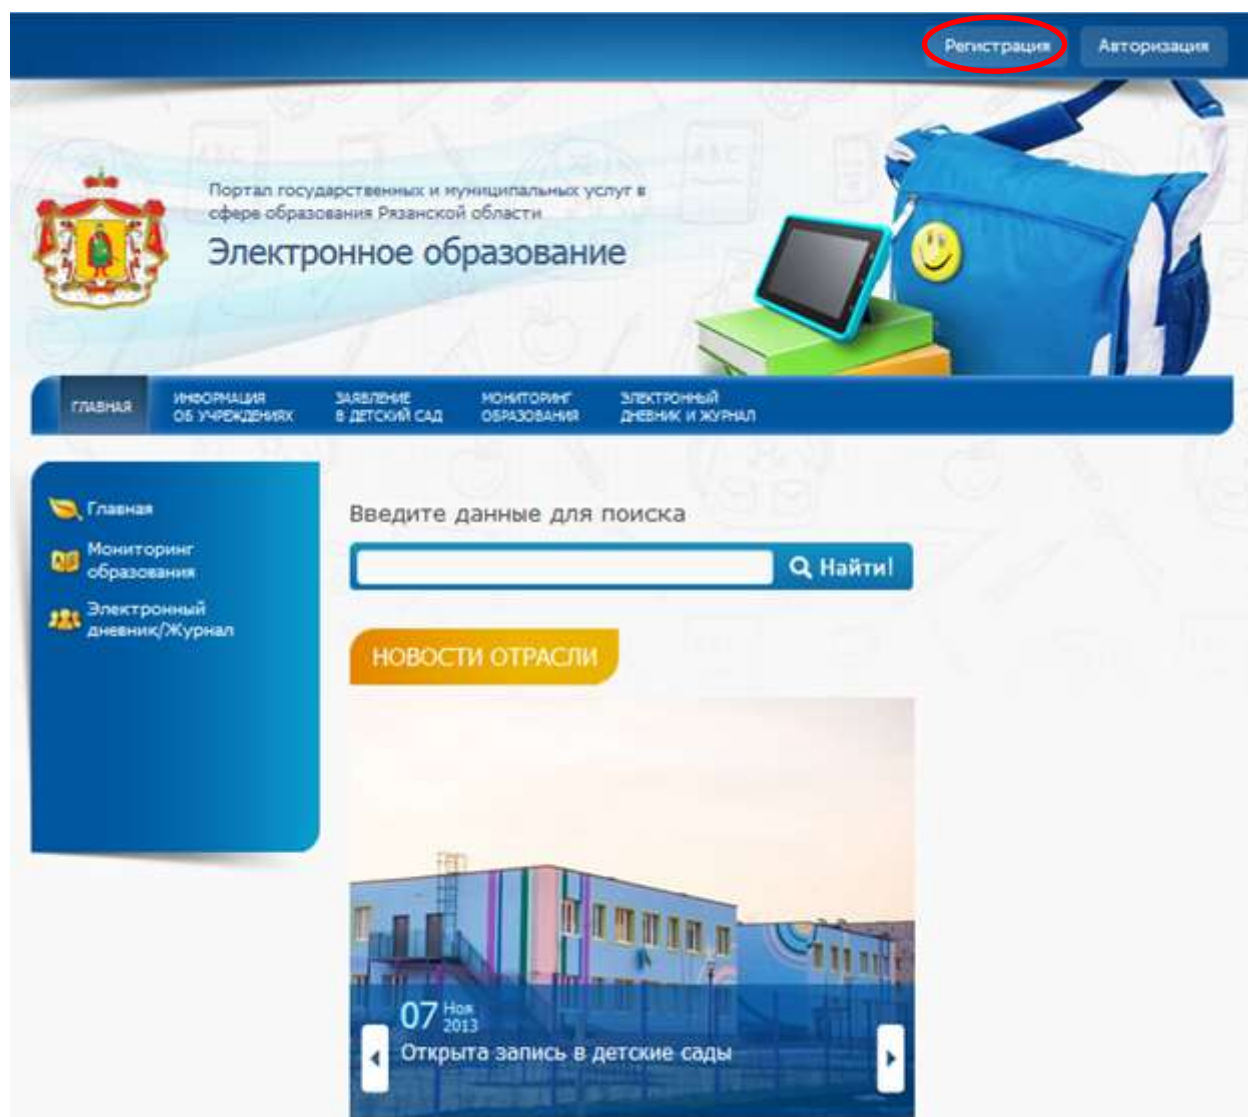 Регистрация Авторизация
Портал государственных и муниципальных услуг в
сфере образования Рязанской области
Электронное образование
ГЛАВНАЯ
ИНФОРМАЦИЯ
ОБ УЧРЕЖДЕНИЯХ
ЗАЯВЛЕНИЕ
В ДЕТСКИЙ САД
МОНИТОРИНГ
ОБРАЗОВАНИЯ
ЭЛЕКТРОННЫЙ
ДНЕВНИК И ЖУРНАЛ
Главная
Мониторинг
образования
Электронный
дневник/Журнал
Введите данные для поиска
Найти!
НОВОСТИ ОТРАСЛИ
07 Ноя
2013
Открыта запись в детские сады